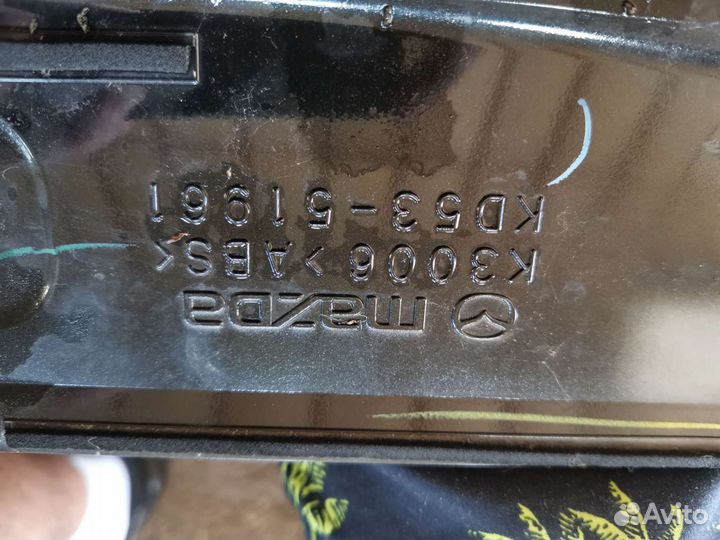 mazda
K3006 >ABS<
KD53-51961
Avito